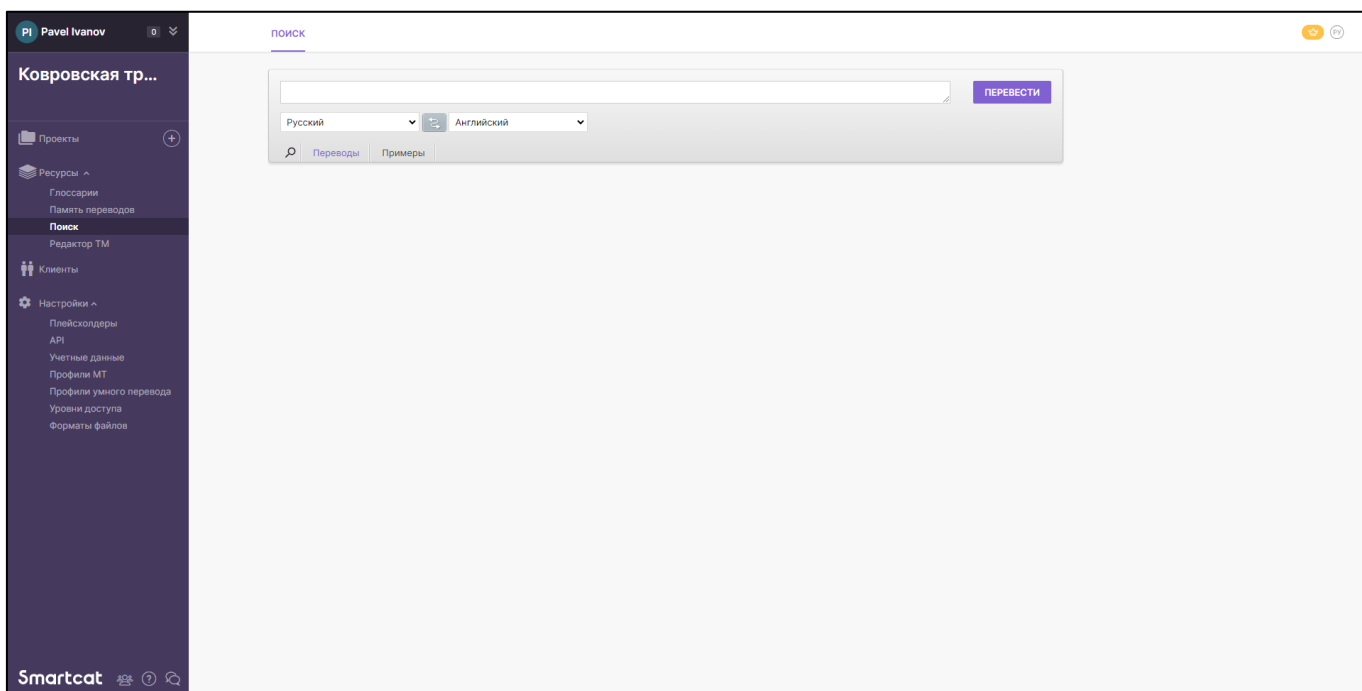 PI Pavel Ivanov 0
ПОИСК
РУ
Ковровская тр...
ПЕРЕВЕСТИ
Русский Английский
Переводы Примеры
Проекты
Ресурсы
Глоссарии
Память переводов
Поиск
Редактор ТМ
Клиенты
Настройки
Плейсхолдеры
API
Учетные данные
Профили МТ
Профили умного перевода
Уровни доступа
Форматы файлов
Smartcat ?